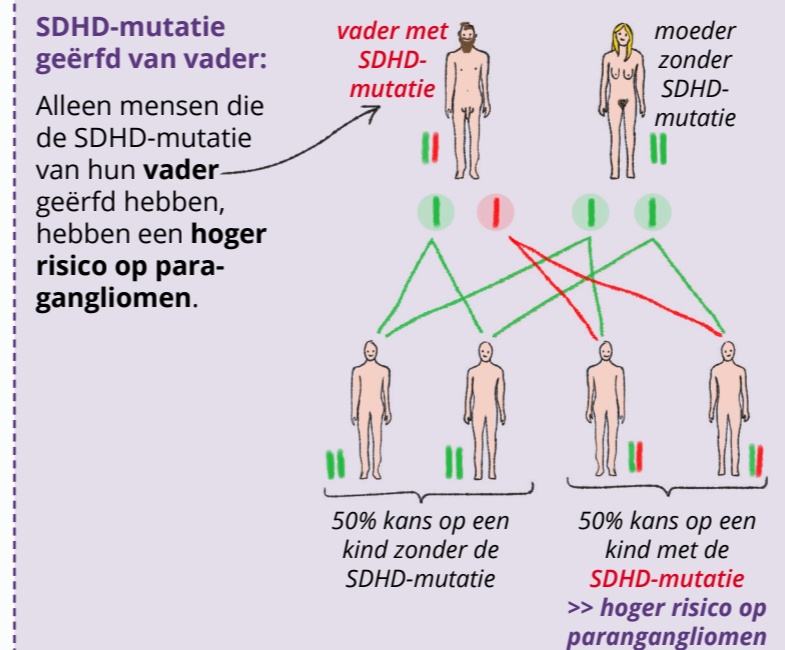 SDHD-mutatie
geërfd van vader:
Alleen mensen die
de SDHD-mutatie
van hun vader
geërfd hebben,
hebben een hoger
risico op para-
gangliomen.
vader met
SDHD-
mutatie
moeder
zonder
SDHD-
mutatie
50% kans op een
kind zonder de
SDHD-mutatie
50% kans op een
kind met de
SDHD-mutatie
>> hoger risico op
parangangliomen